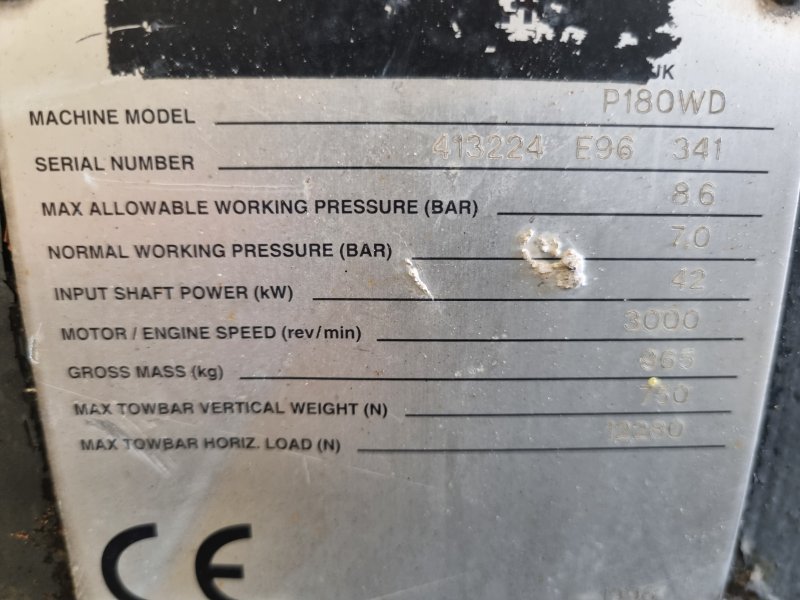 UK
MACHINE MODEL P180WD
SERIAL NUMBER 413224 E96 341
MAX ALLOWABLE WORKING PRESSURE (BAR) 8.6
NORMAL WORKING PRESSURE (BAR) 7.0
INPUT SHAFT POWER (kW) 42
MOTOR / ENGINE SPEED (rev/min) 3000
GROSS MASS (kg)
MAX TOWBAR VERTICAL WEIGHT (N) 750
MAX TOWBAR HORIZ. LOAD (N)
CE